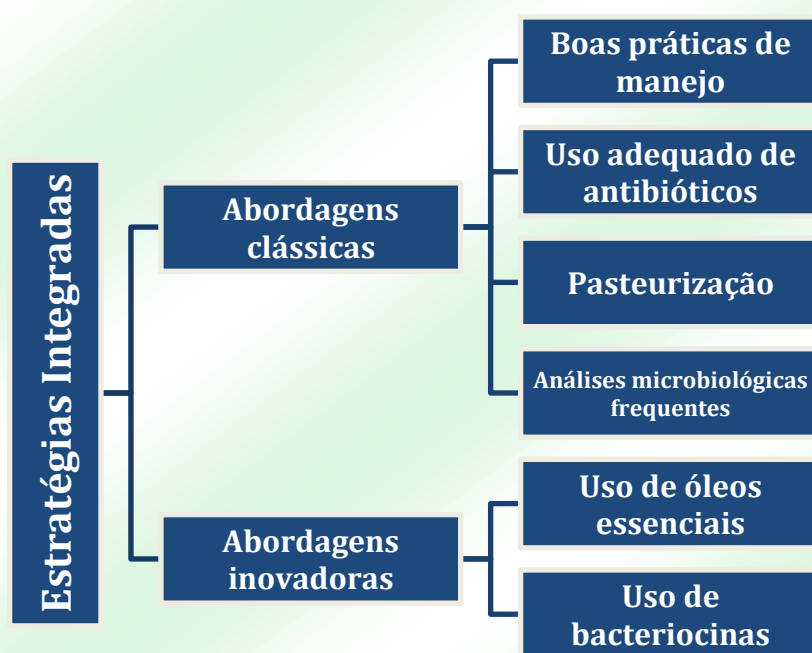 Estratégias Integradas
Abordagens
clássicas
Boas práticas de
manejo
Uso adequado de
antibióticos
Pasteurização
Análises microbiológicas
frequentes
Abordagens
inovadoras
Uso de óleos
essenciais
Uso de
bacteriocinas